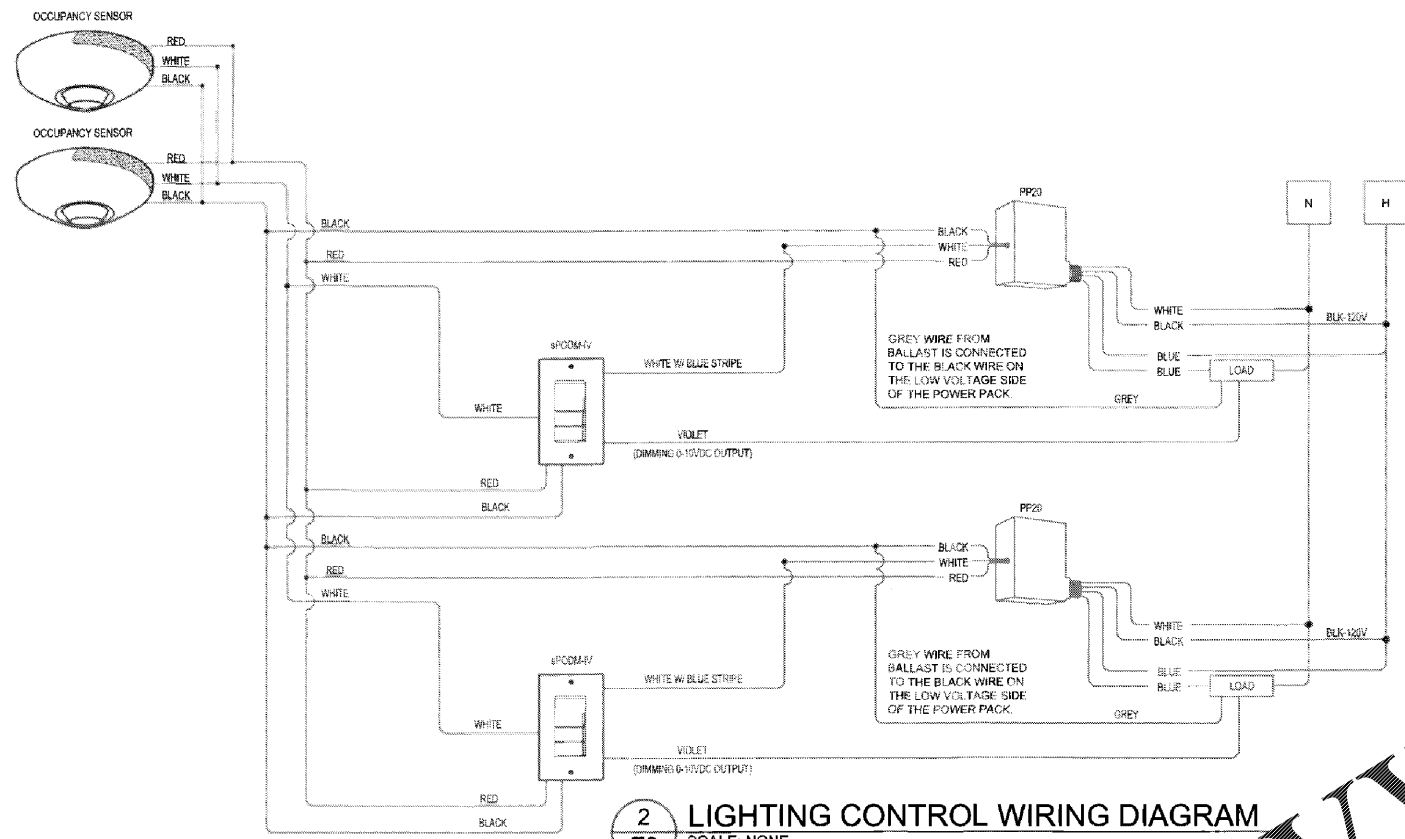 OCCUPANCY SENSOR
RED
WHITE
BLACK
OCCUPANCY SENSOR
RED
WHITE
BLACK
PP20
N
H
BLACK
BLACK
WHITE
RED
RED
WHITE
WHITE
BLACK
BLK-120V
sPODM-IV
GREY WIRE FROM
BALLAST IS CONNECTED
TO THE BLACK WIRE ON
THE LOW VOLTAGE SIDE
OF THE POWER PACK.
BLUE
BLUE
LOAD
WHITE W/ BLUE STRIPE
GREY
WHITE
VIOLET
(DIMMING 0-10VDC OUTPUT)
RED
BLACK
PP20
BLACK
BLACK
WHITE
RED
RED
WHITE
WHITE
BLACK
BLK-120V
sPODM-IV
GREY WIRE FROM
BALLAST IS CONNECTED
TO THE BLACK WIRE ON
THE LOW VOLTAGE SIDE
OF THE POWER PACK.
BLUE
BLUE
LOAD
WHITE W/ BLUE STRIPE
GREY
WHITE
VIOLET
(DIMMING 0-10VDC OUTPUT)
RED
BLACK
2
LIGHTING CONTROL WIRING DIAGRAM